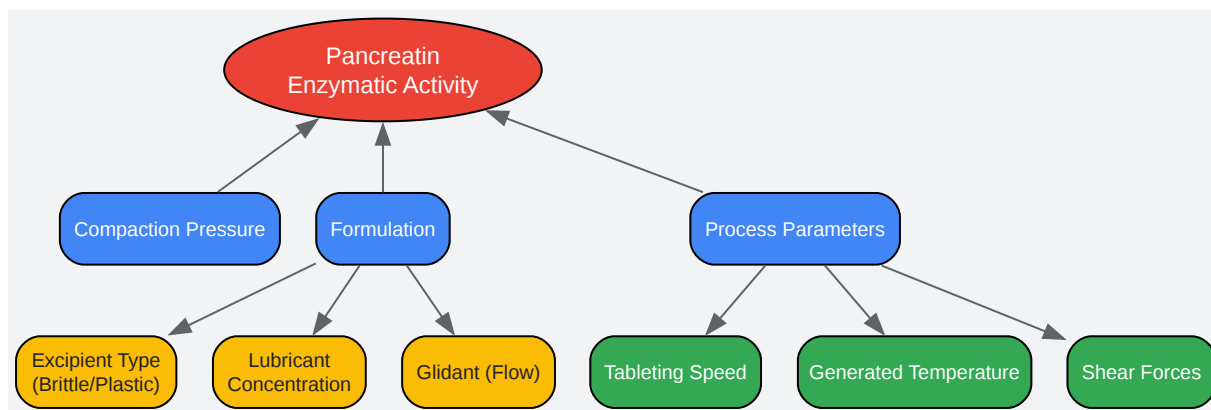 Pancreatin
Enzymatic Activity
Compaction Pressure
Formulation
Process Parameters
Excipient Type
(Brittle/Plastic)
Lubricant
Concentration
Glidant (Flow)
Tableting Speed
Generated Temperature
Shear Forces